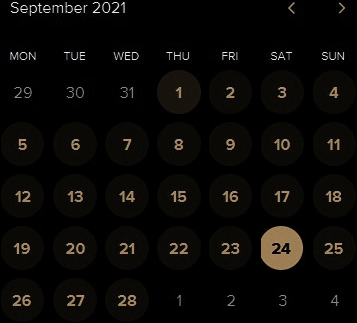 September 2021
MON TUE WED THU FRI SAT SUN
29 30 31 1 2 3 4
5 6 7 8 9 10 11
12 13 14 15 16 17 18
19 20 21 22 23 24 25
26 27 28 1 2 3 4